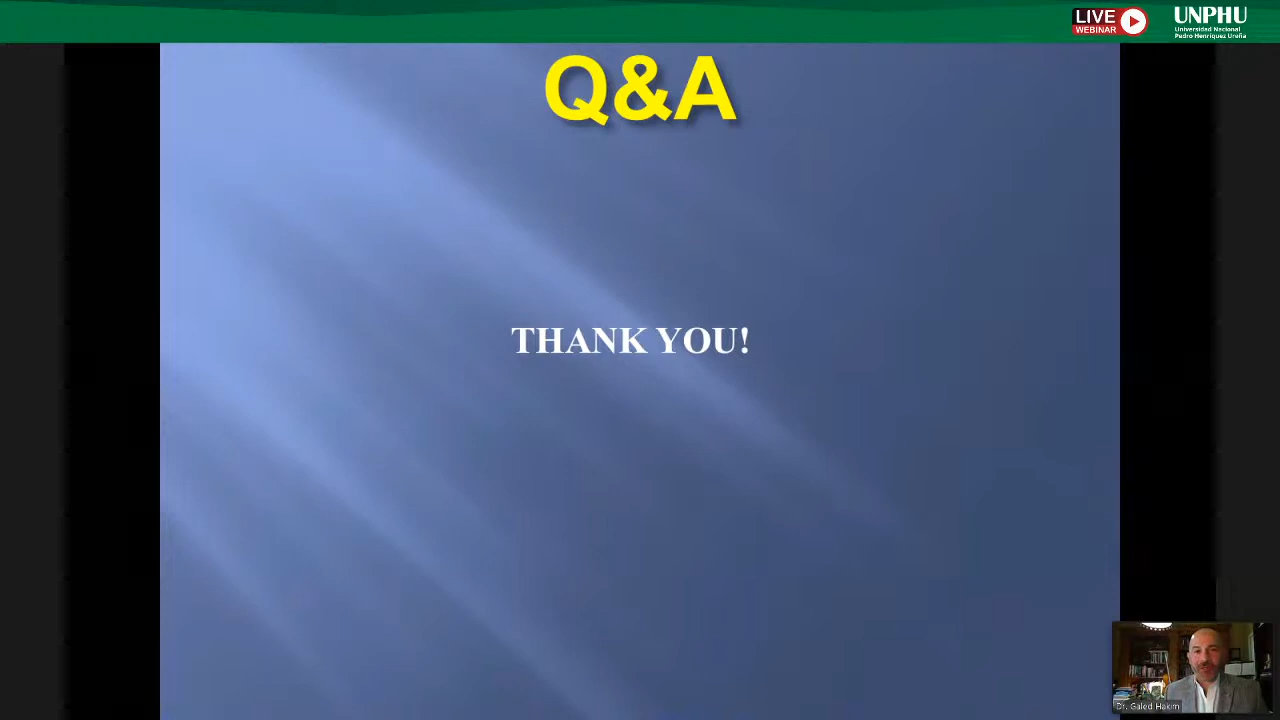 LIVE
WEBINAR
UNPHU
Universidad Nacional
Pedro Henríquez Ureña
Q&A
THANK YOU!
Dr. Galed Hakim